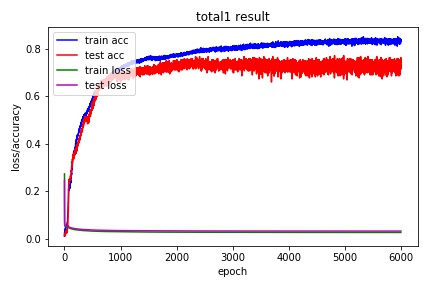 total1 result
train acc
test acc
train loss
test loss
loss/accuracy
0.8
0.6
0.4
0.2
0.0
0 1000 2000 3000 4000 5000 6000
epoch